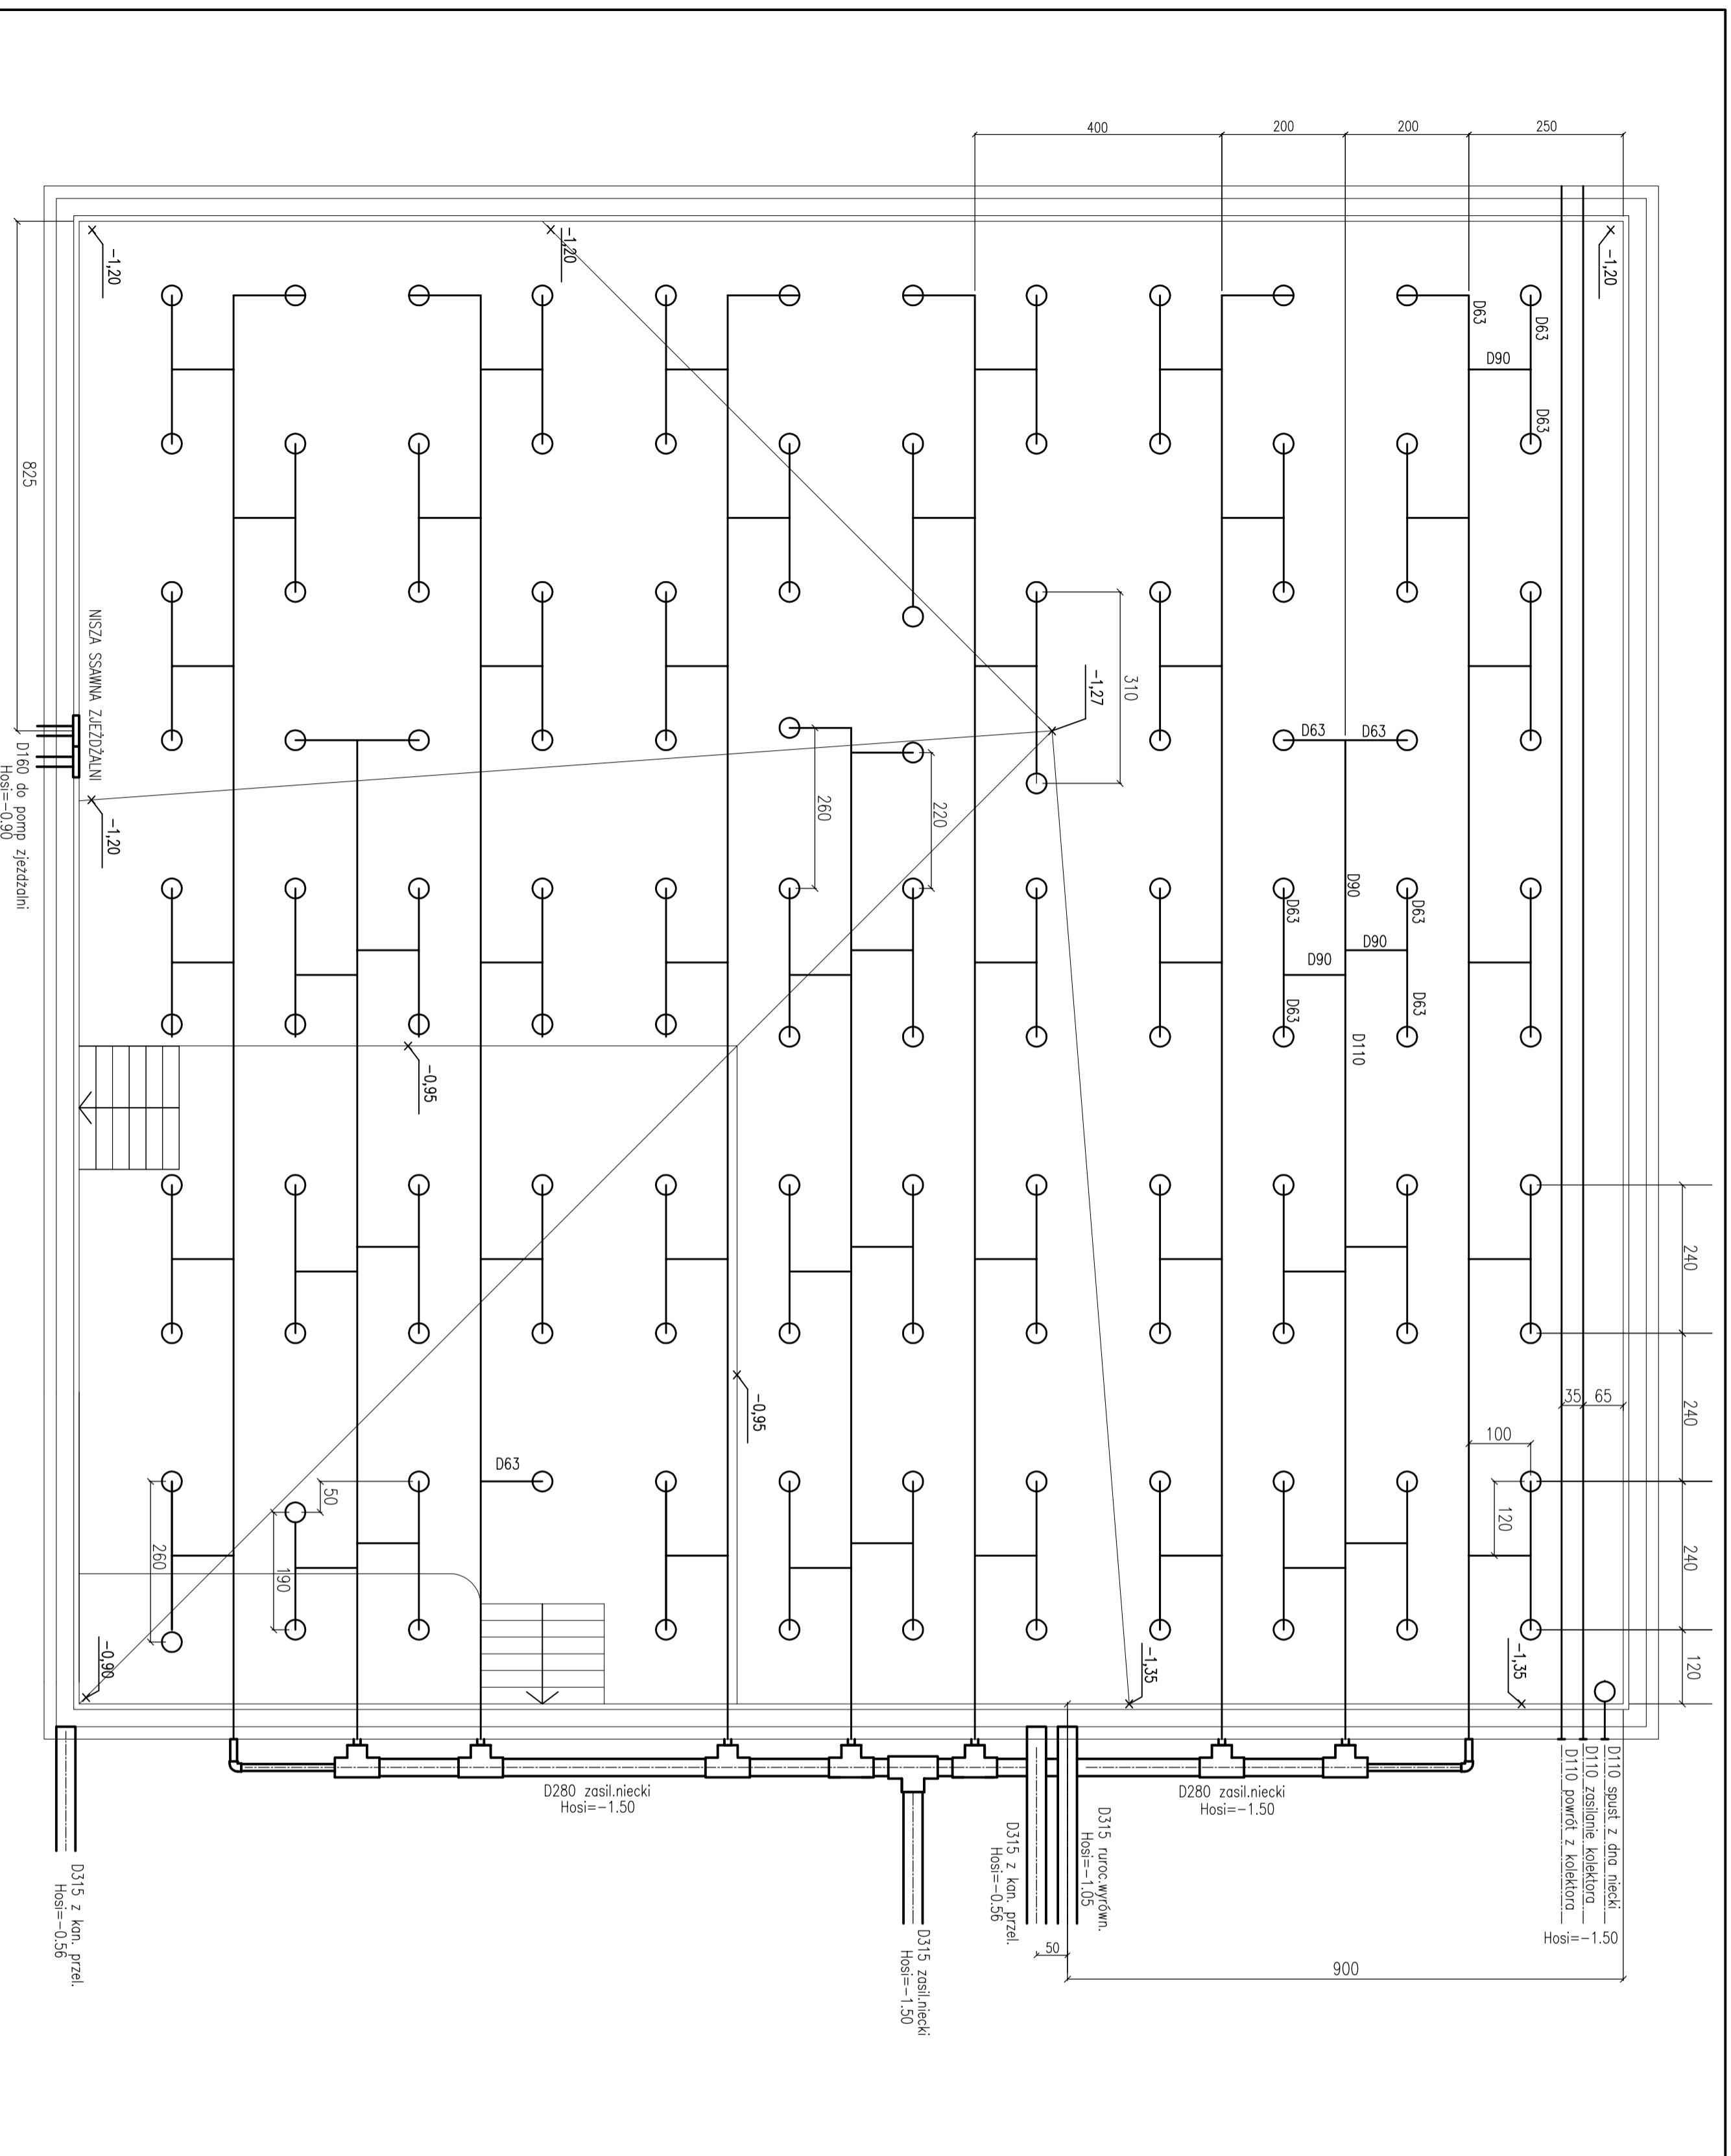 400
200
200
250
-1,20
-1,20
-1,20
D63
D63
D90
D63
825
NISZA SSAWNA ZJEŻDŻALNI
D160 do pomp zjeżdżalni
Hosi=-0.90
-1,20
-1,27
310
260
220
D63
D63
D90
D63
D63
D90
D90
D63
D63
D110
-0,95
-0,95
240
240
240
120
35
65
100
120
D63
50
190
260
-0,90
-1,35
-1,35
D280 zasil.niecki
Hosi=-1.50
D280 zasil.niecki
Hosi=-1.50
D110 spust z dna niecki
D110 zasilanie kolektora
D110 powrót z kolektora
Hosi=-1.50
D315 ruroc.wyrówn.
Hosi=-1.05
D315 z kan. przel.
Hosi=-0.56
D315 zasil.niecki
Hosi=-1.50
D315 z kan. przel.
Hosi=-0.56
50
900